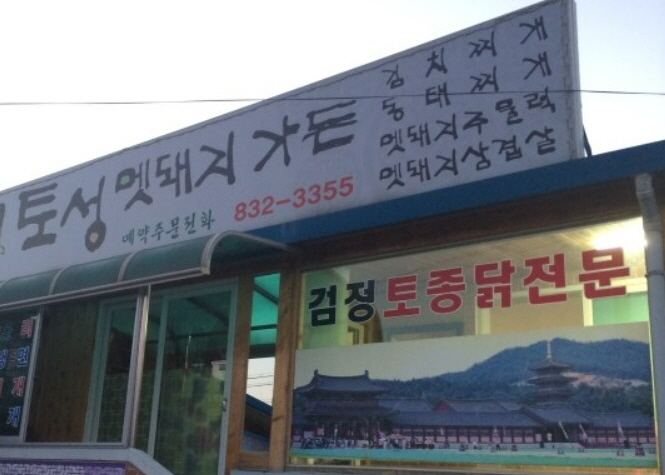 토성 멧돼지 가든
예약주문전화 832-3355
김치찌개
동태찌개
멧돼지주물럭
멧돼지삼겹살
검정토종닭전문